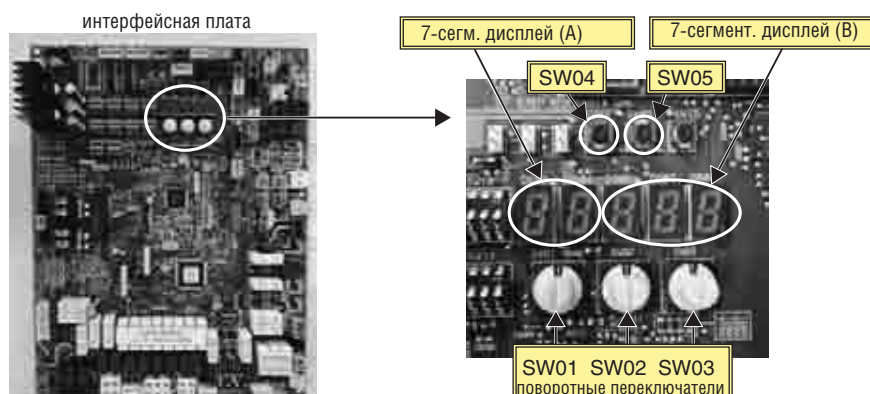 интерфейсная плата
7-сегм. дисплей (A)
7-сегмент. дисплей (B)
SW04
SW05
SW01 SW02 SW03
поворотные переключатели